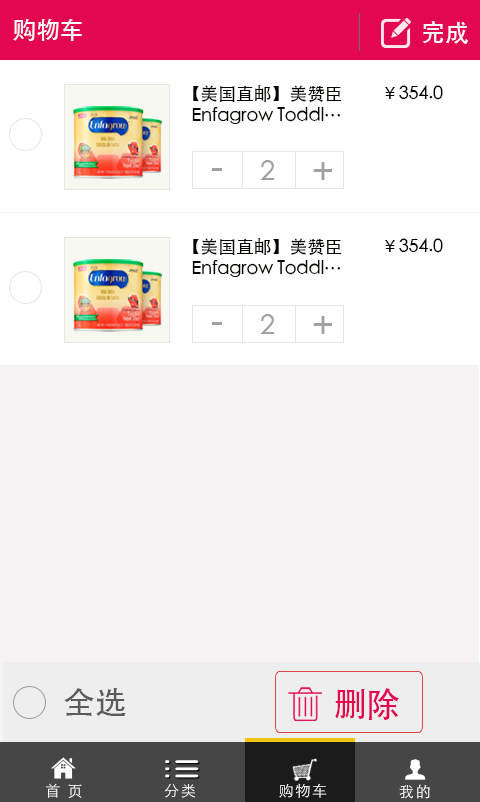 购物车
完成
【美国直邮】美赞臣
Enfagrow Toddl…
￥354.0
- 2 +
Enfagrow
【美国直邮】美赞臣
Enfagrow Toddl…
￥354.0
- 2 +
Enfagrow
全选
删除
首页
分类
购物车
我的